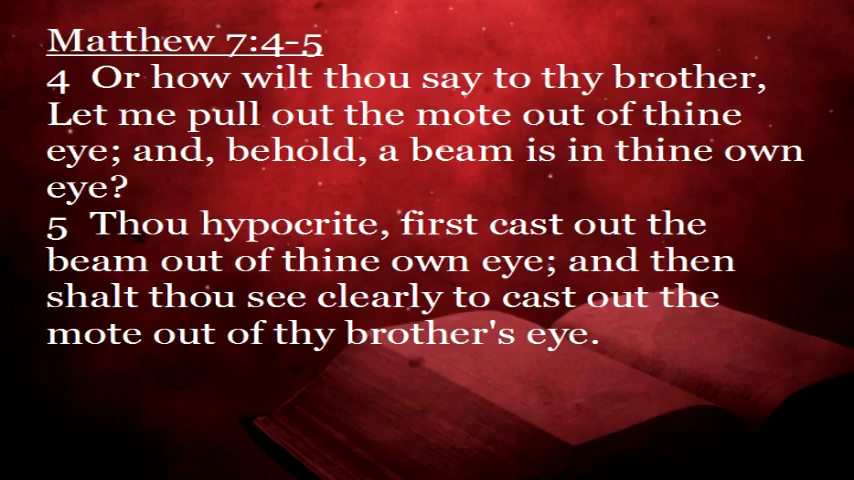 Matthew 7:4-5
4 Or how wilt thou say to thy brother,
Let me pull out the mote out of thine
eye; and, behold, a beam is in thine own
eye?
5 Thou hypocrite, first cast out the
beam out of thine own eye; and then
shalt thou see clearly to cast out the
mote out of thy brother's eye.